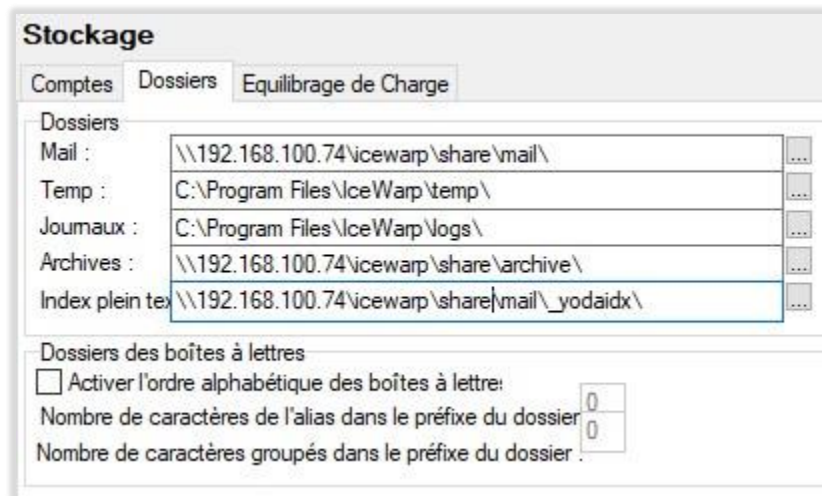 Stockage
Comptes Dossiers Equilibrage de Charge
Dossiers
Mail : \\192.168.100.74\icewarp\share\mail\ ...
Temp : C:\Program Files\IceWarp\temp\ ...
Journaux : C:\Program Files\IceWarp\logs\ ...
Archives : \\192.168.100.74\icewarp\share\archive\ ...
Index plein tex \\192.168.100.74\icewarp\share\mail\_yodaidx\ ...
Dossiers des boîtes à lettres
Activer l'ordre alphabétique des boîtes à lettres
Nombre de caractères de l'alias dans le préfixe du dossier 0
Nombre de caractères groupés dans le préfixe du dossier : 0